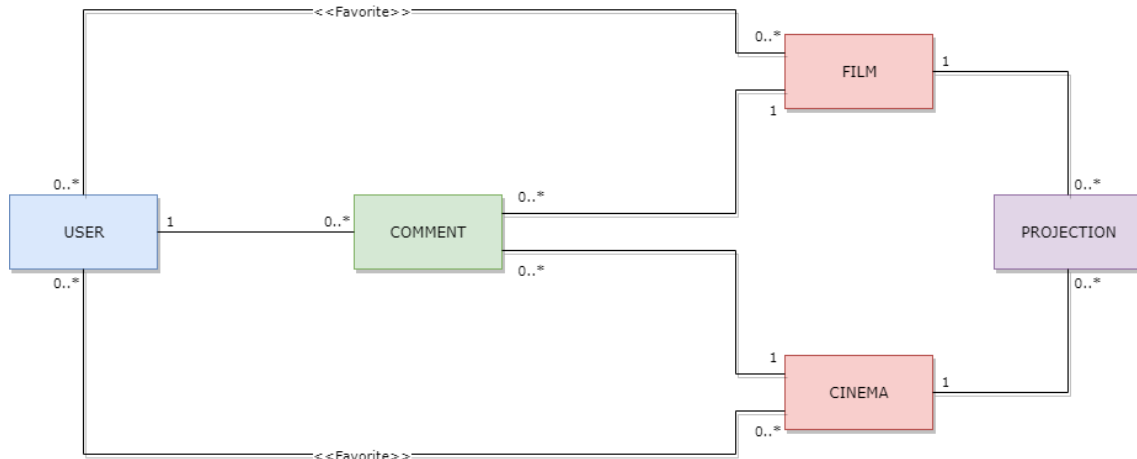 <<Favorite>>
0..*
FILM
1
1
0..*
0..*
0..*
USER
1
0..*
COMMENT
PROJECTION
0..*
0..*
0..*
1
CINEMA
1
0..*
<<Favorite>>